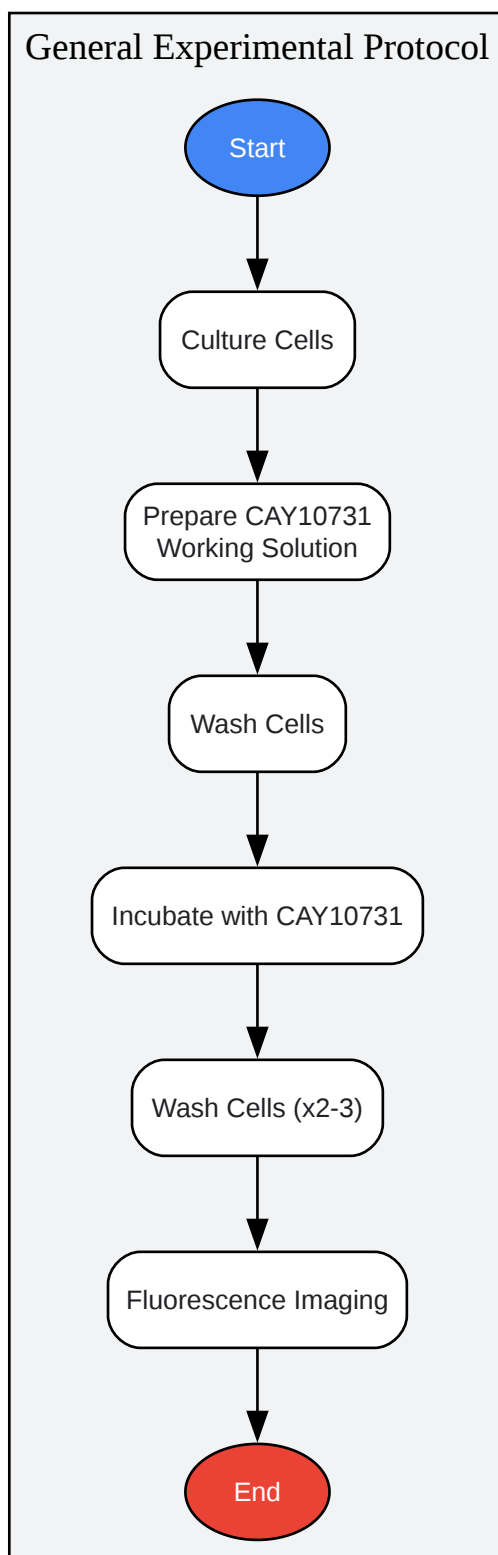 General Experimental Protocol
Start
Culture Cells
Prepare CAY10731
Working Solution
Wash Cells
Incubate with CAY10731
Wash Cells (x2-3)
Fluorescence Imaging
End